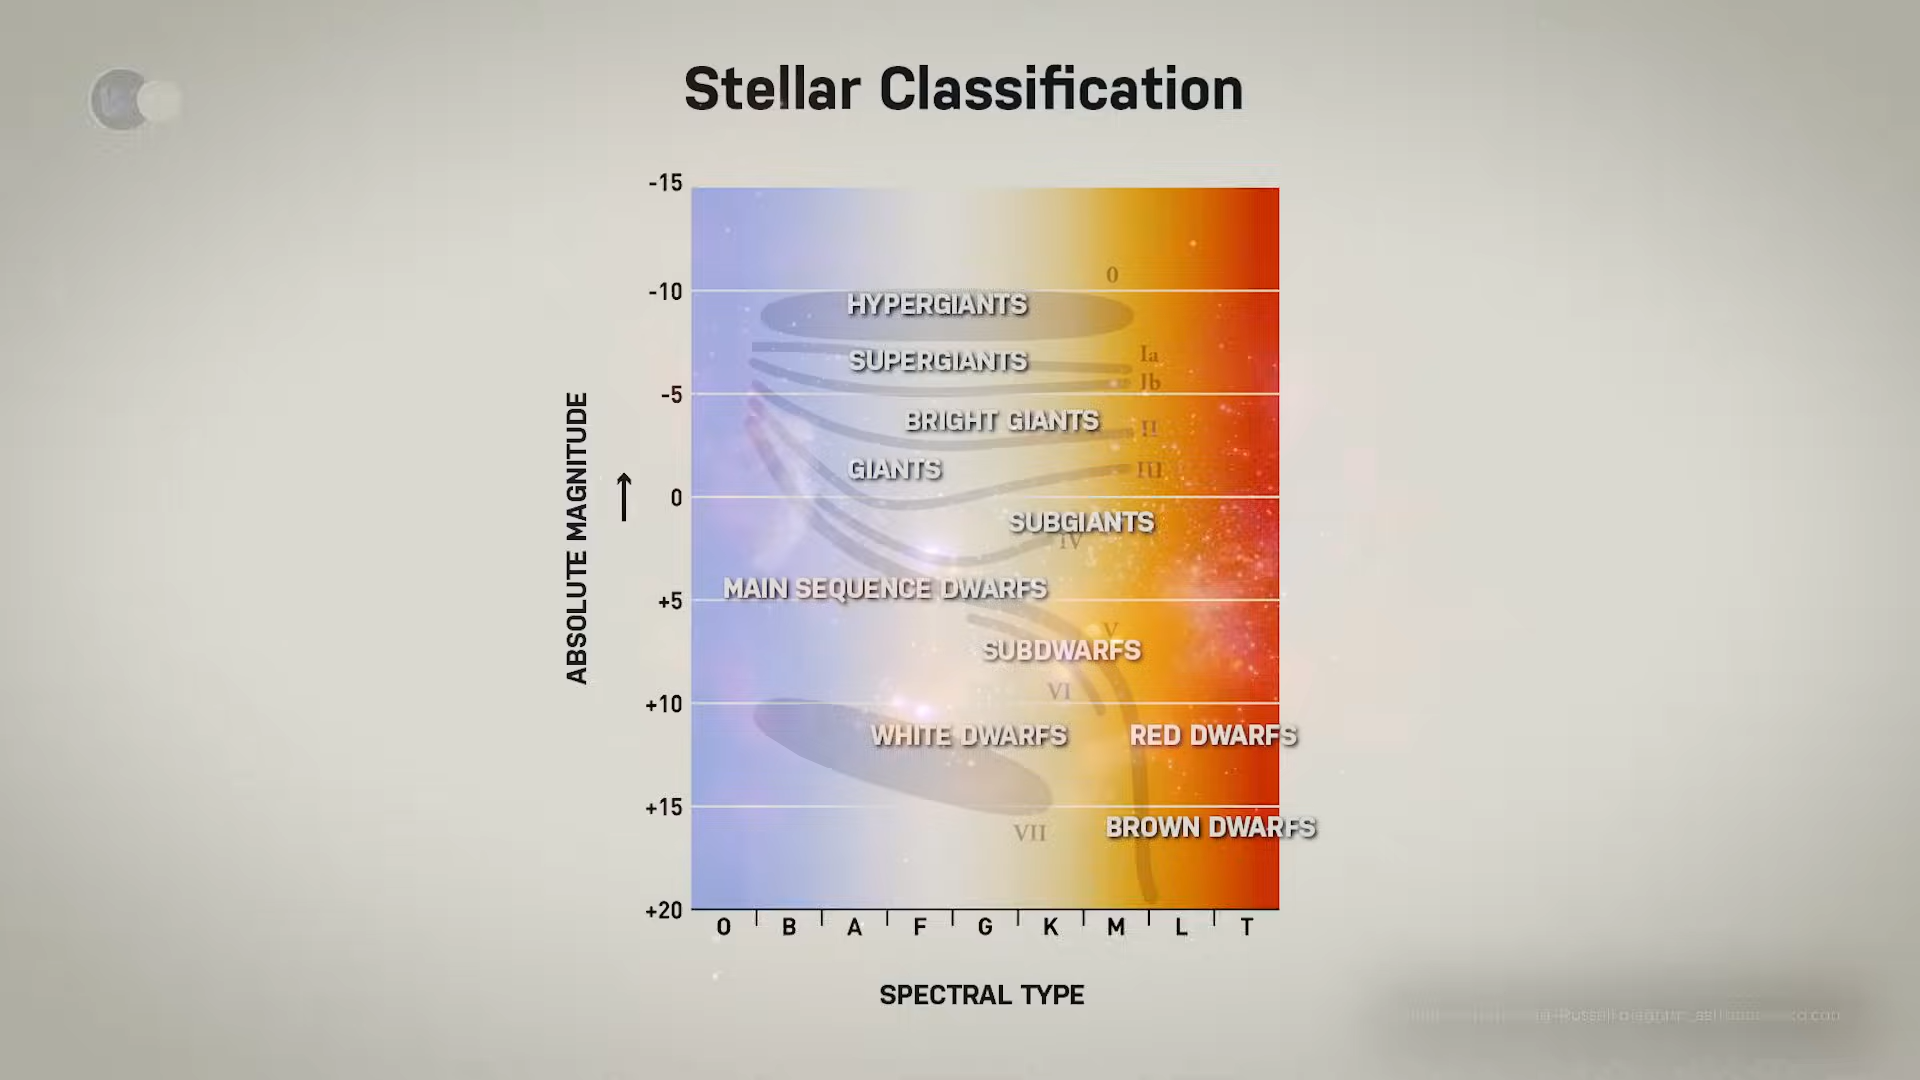 Stellar Classification
-15
0
-10
HYPERGIANTS
Ia
SUPERGIANTS
Ib
-5
BRIGHT GIANTS
II
GIANTS
III
0
SUBGIANTS
IV
MAIN SEQUENCE DWARFS
+5
V
SUBDWARFS
VI
+10
WHITE DWARFS
RED DWARFS
+15
BROWN DWARFS
VII
+20
ABSOLUTE MAGNITUDE
O B A F G K M L T
SPECTRAL TYPE